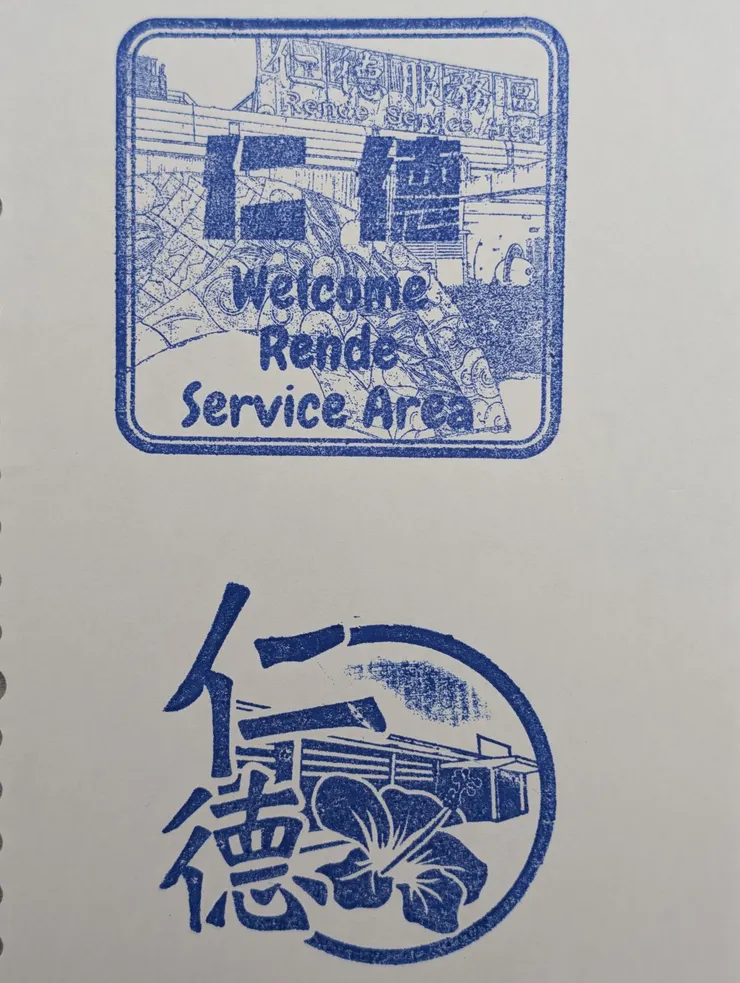 仁德服務區
Rende Service Area
仁德
Welcome
Rende
Service Area
仁
德